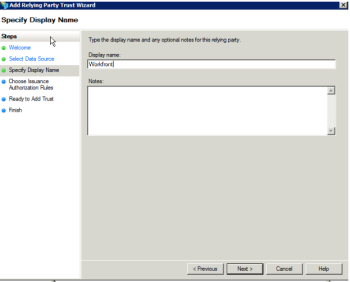 Add Relying Party Trust Wizard
Specify Display Name
Steps
Welcome
Select Data Source
Specify Display Name
Choose Issuance
Authorization Rules
Ready to Add Trust
Finish
Type the display name and any optional notes for this relying party.
Display name:
Workfront
Notes:
< Previous
Next >
Cancel
Help